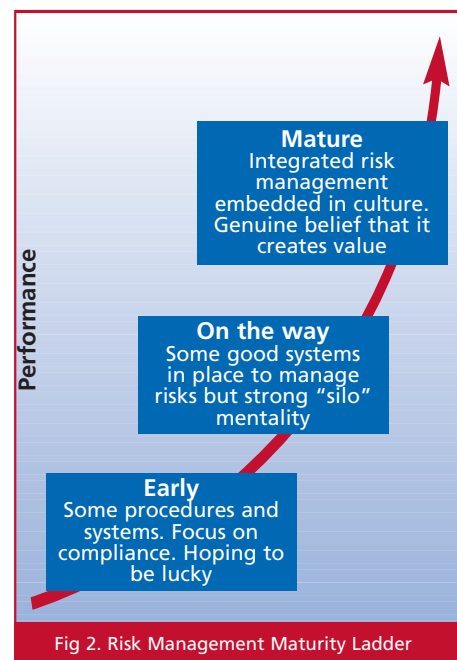 Performance
Mature
Integrated risk
management
embedded in culture.
Genuine belief that it
creates value
On the way
Some good systems
in place to manage
risks but strong “silo”
mentality
Early
Some procedures and
systems. Focus on
compliance. Hoping to
be lucky
Fig 2. Risk Management Maturity Ladder